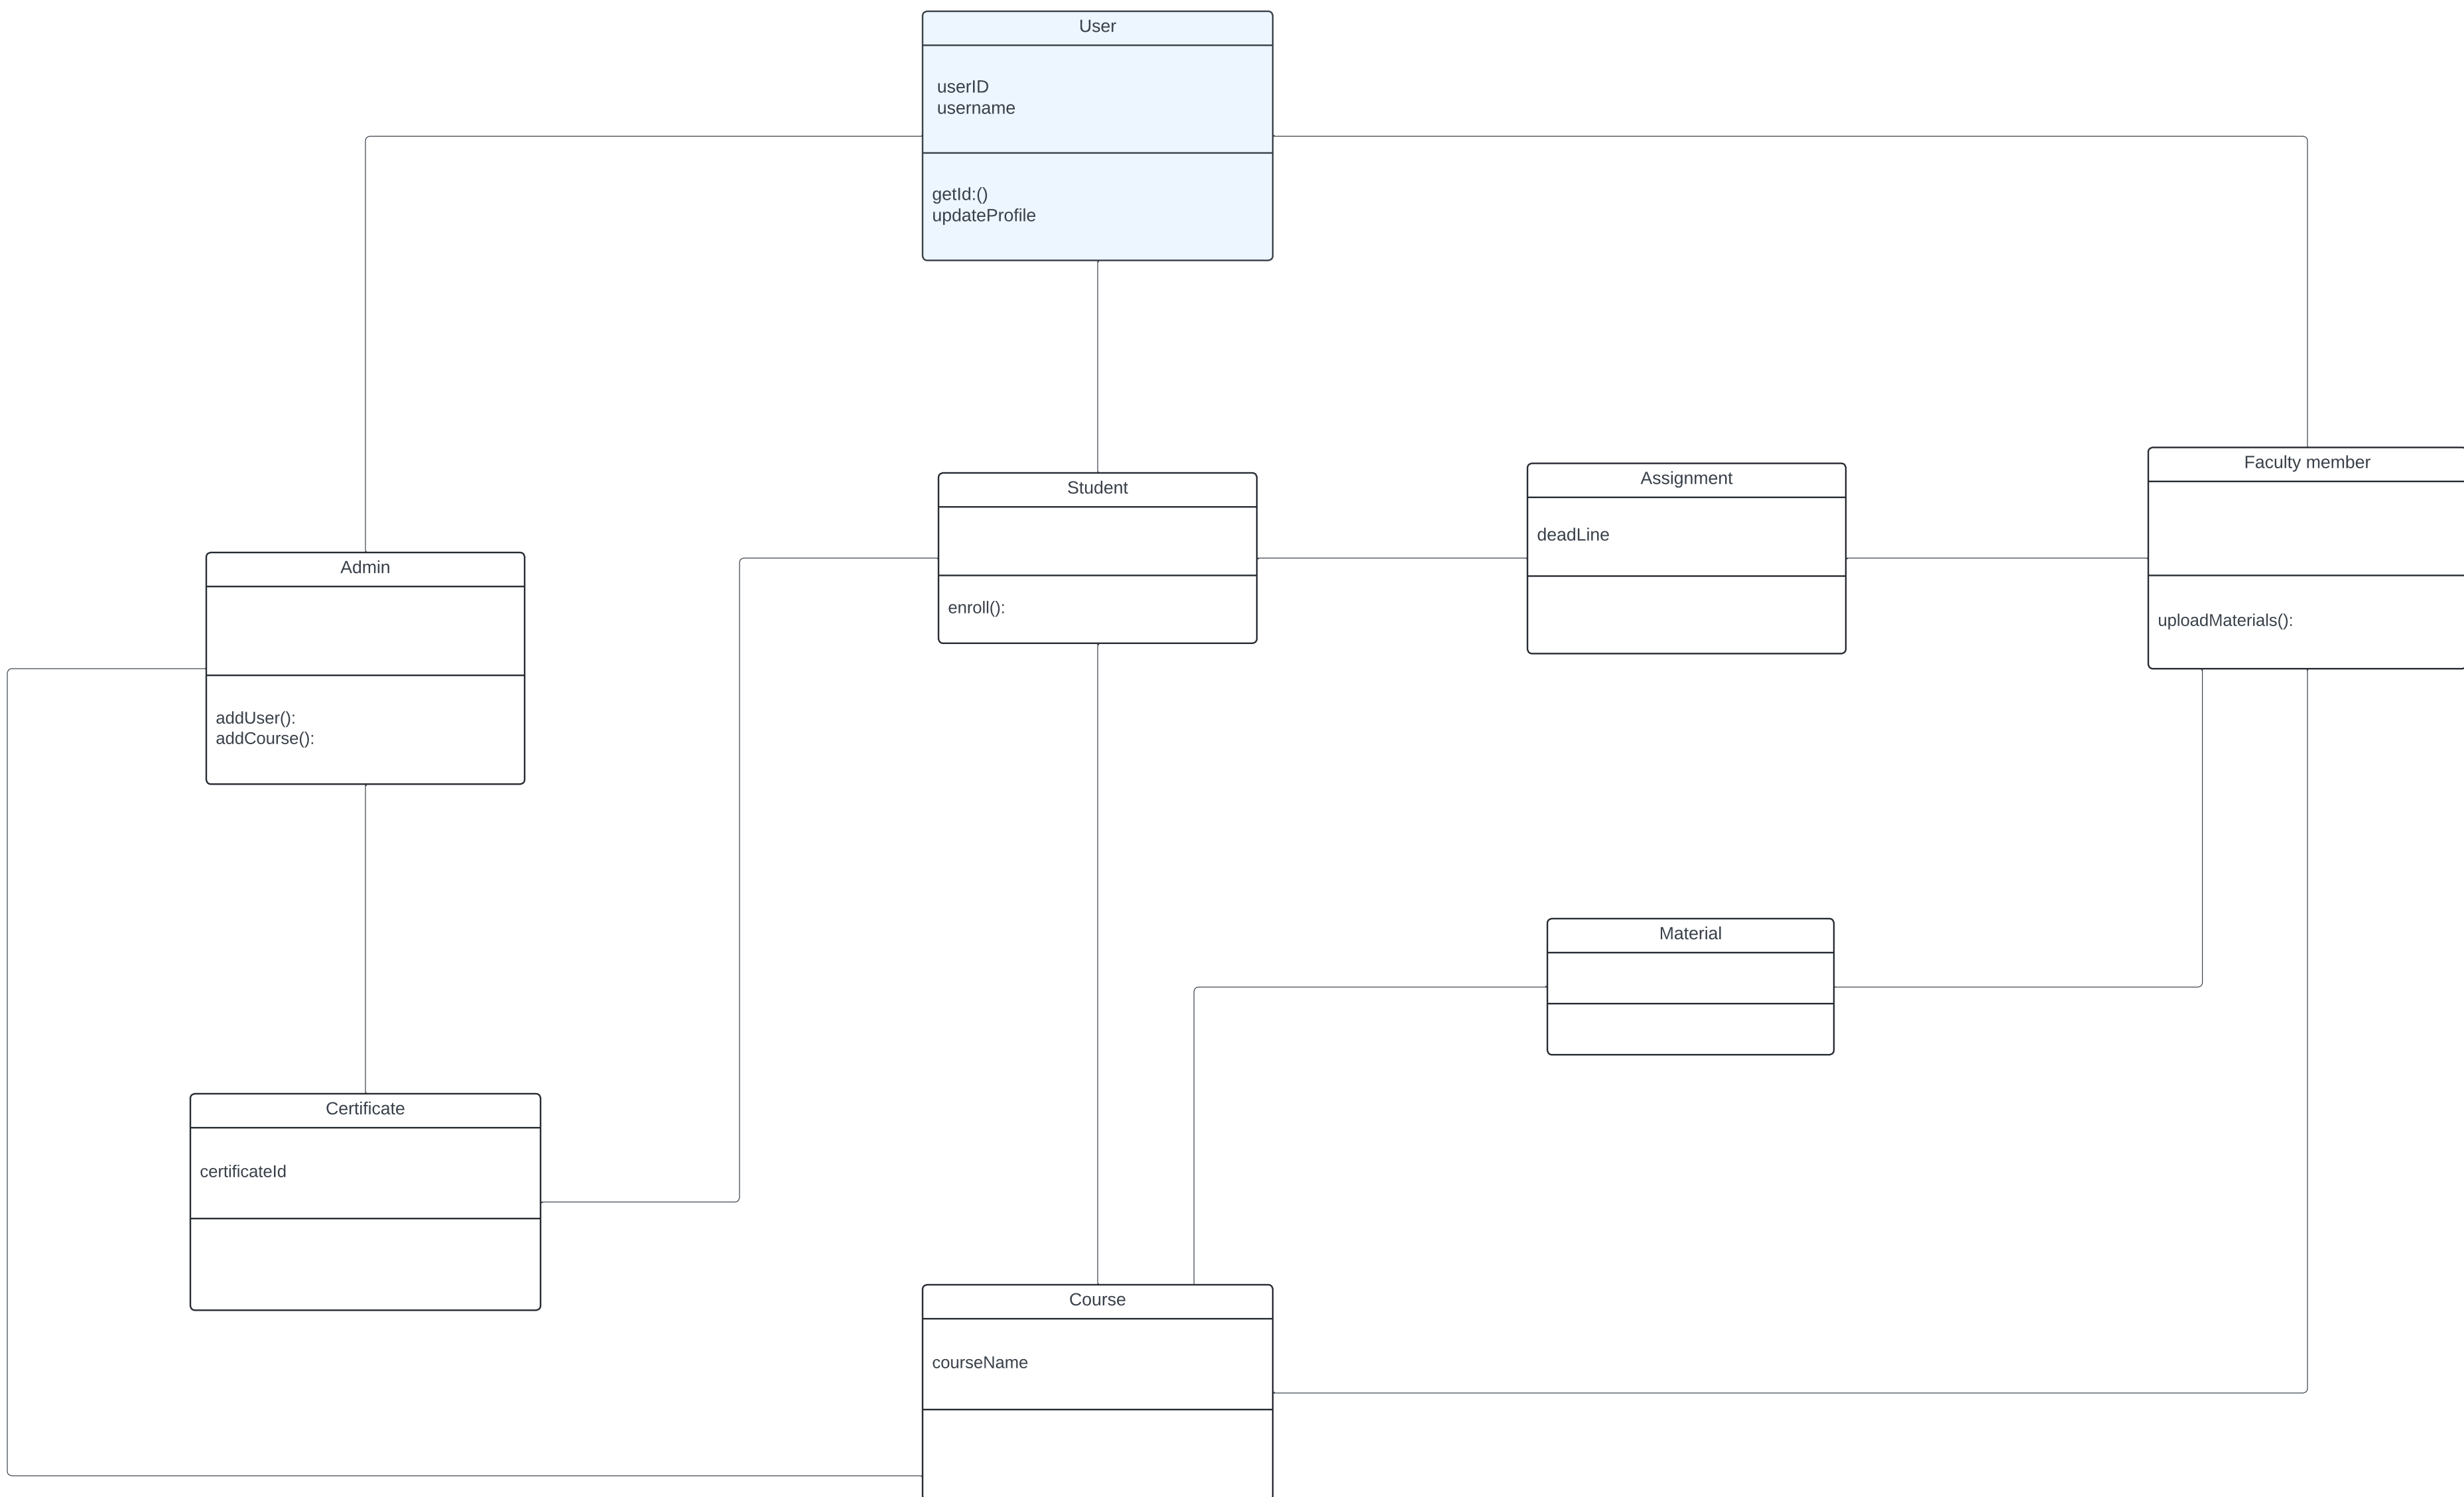 User
userID
username
getId:()
updateProfile
Student
enroll():
Assignment
deadLine
Faculty member
uploadMaterials():
Admin
addUser():
addCourse():
Material
Certificate
certificateId
Course
courseName